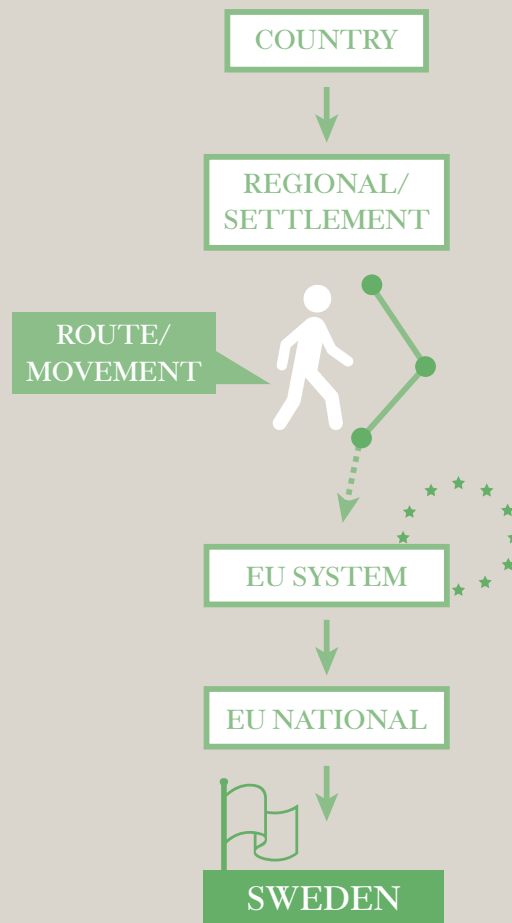 COUNTRY
REGIONAL/
SETTLEMENT
ROUTE/
MOVEMENT
EU SYSTEM
EU NATIONAL
SWEDEN